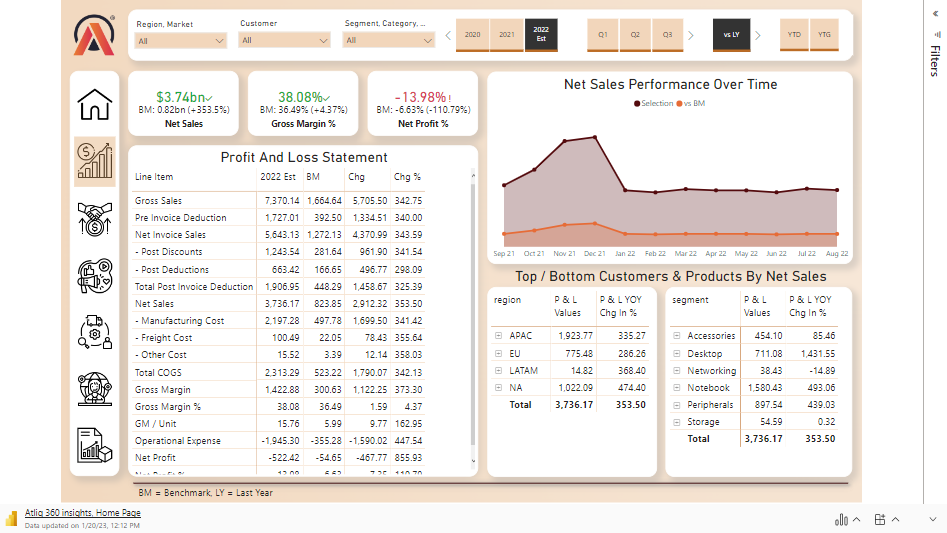 Region, Market
Customer
Segment, Category, ...
All
All
All
2020
2021
2022 Est
Q1
Q2
Q3
vs LY
YTD
YTG
Filters
$3.74bn
BM: 0.82bn (+353.5%)
Net Sales
38.08%
BM: 36.49% (+4.37%)
Gross Margin %
-13.98% !
BM: -6.63% (-110.79%)
Net Profit %
Profit And Loss Statement
Line Item 2022 Est BM Chg Chg %
Gross Sales 7,370.14 1,664.64 5,705.50 342.75
Pre Invoice Deduction 1,727.01 392.50 1,334.51 340.00
Net Invoice Sales 5,643.13 1,272.13 4,370.99 343.59
- Post Discounts 1,243.54 281.64 961.90 341.54
- Post Deductions 663.42 166.65 496.77 298.09
Total Post Invoice Deduction 1,906.95 448.29 1,458.67 325.39
Net Sales 3,736.17 823.85 2,912.32 353.50
- Manufacturing Cost 2,197.28 497.78 1,699.50 341.42
- Freight Cost 100.49 22.05 78.43 355.64
- Other Cost 15.52 3.39 12.14 358.03
Total COGS 2,313.29 523.22 1,790.07 342.13
Gross Margin 1,422.88 300.63 1,122.25 373.30
Gross Margin % 38.08 36.49 1.59 4.37
GM / Unit 15.76 5.99 9.77 162.95
Operational Expense -1,945.30 -355.28 -1,590.02 447.54
Net Profit -522.42 -54.65 -467.77 855.93
Net Sales Performance Over Time
Selection vs BM
Sep 21 Oct 21 Nov 21 Dec 21 Jan 22 Feb 22 Mar 22 Apr 22 May 22 Jun 22 Jul 22 Aug 22
Top / Bottom Customers & Products By Net Sales
region P & L Values P & L YOY Chg In %
APAC 1,923.77 335.27
EU 775.48 286.26
LATAM 14.82 368.40
NA 1,022.09 474.40
Total 3,736.17 353.50
segment P & L Values P & L YOY Chg In %
Accessories 454.10 85.46
Desktop 711.08 1,431.55
Networking 38.43 -14.89
Notebook 1,580.43 493.06
Peripherals 897.54 439.03
Storage 54.59 0.32
Total 3,736.17 353.50
BM = Benchmark, LY = Last Year
Atliq 360 insights, Home Page
Data updated on 1/20/23, 12:12 PM